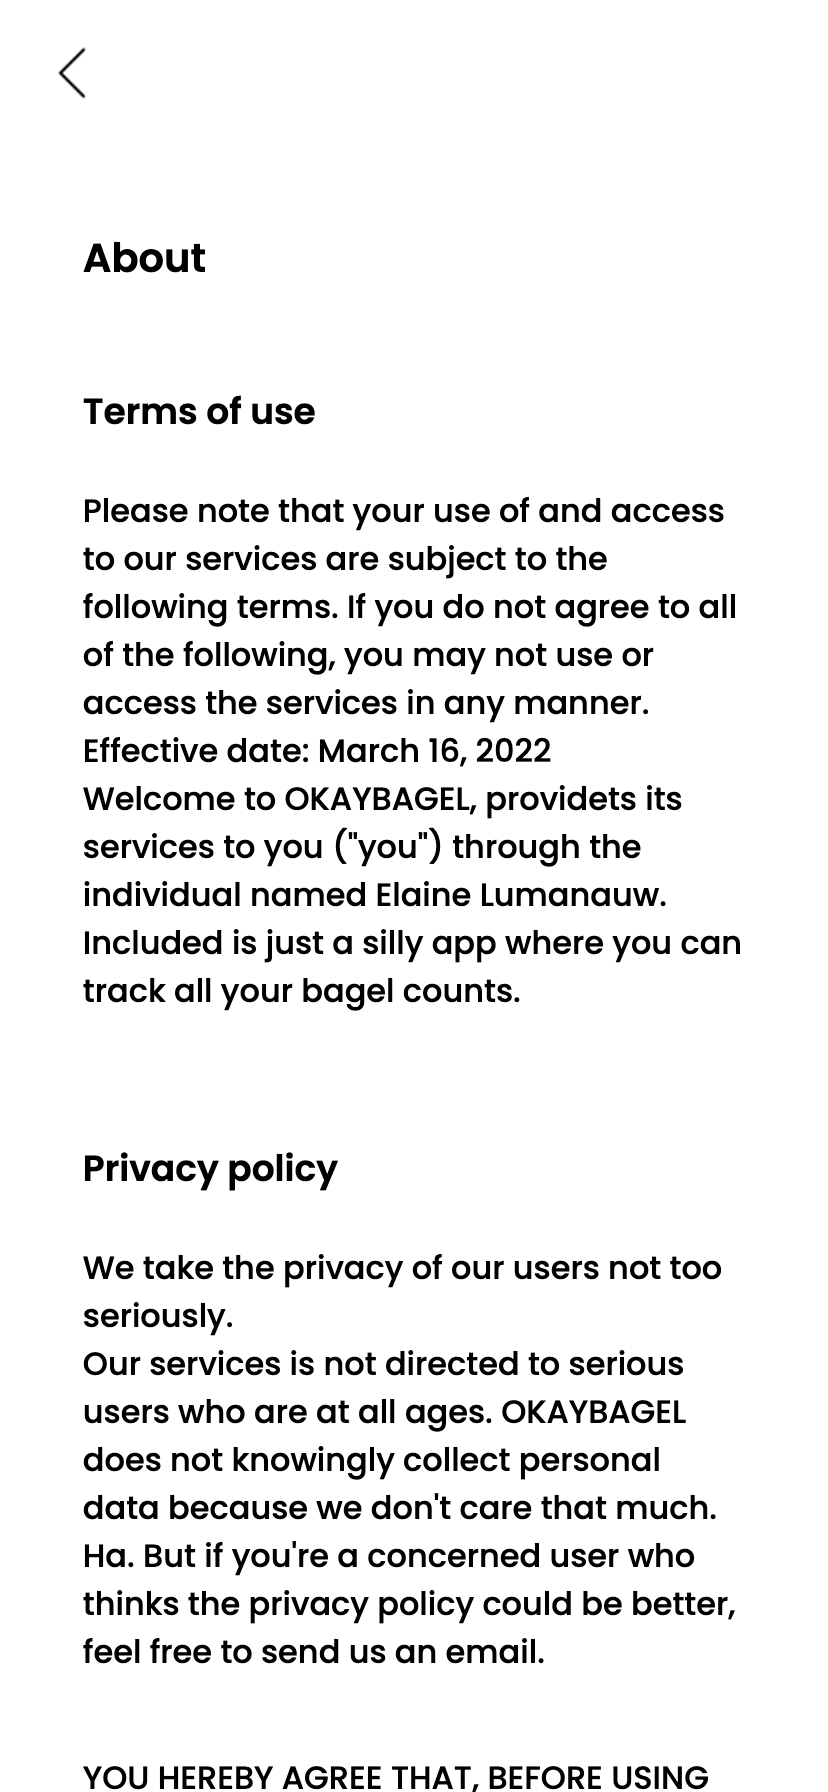 About
Terms of use
Please note that your use of and access
to our services are subject to the
following terms. If you do not agree to all
of the following, you may not use or
access the services in any manner.
Effective date: March 16, 2022
Welcome to OKAYBAGEL, providets its
services to you ("you") through the
individual named Elaine Lumanauw.
Included is just a silly app where you can
track all your bagel counts.
Privacy policy
We take the privacy of our users not too
seriously.
Our services is not directed to serious
users who are at all ages. OKAYBAGEL
does not knowingly collect personal
data because we don't care that much.
Ha. But if you're a concerned user who
thinks the privacy policy could be better,
feel free to send us an email.
YOU HEREBY AGREE THAT, BEFORE USING